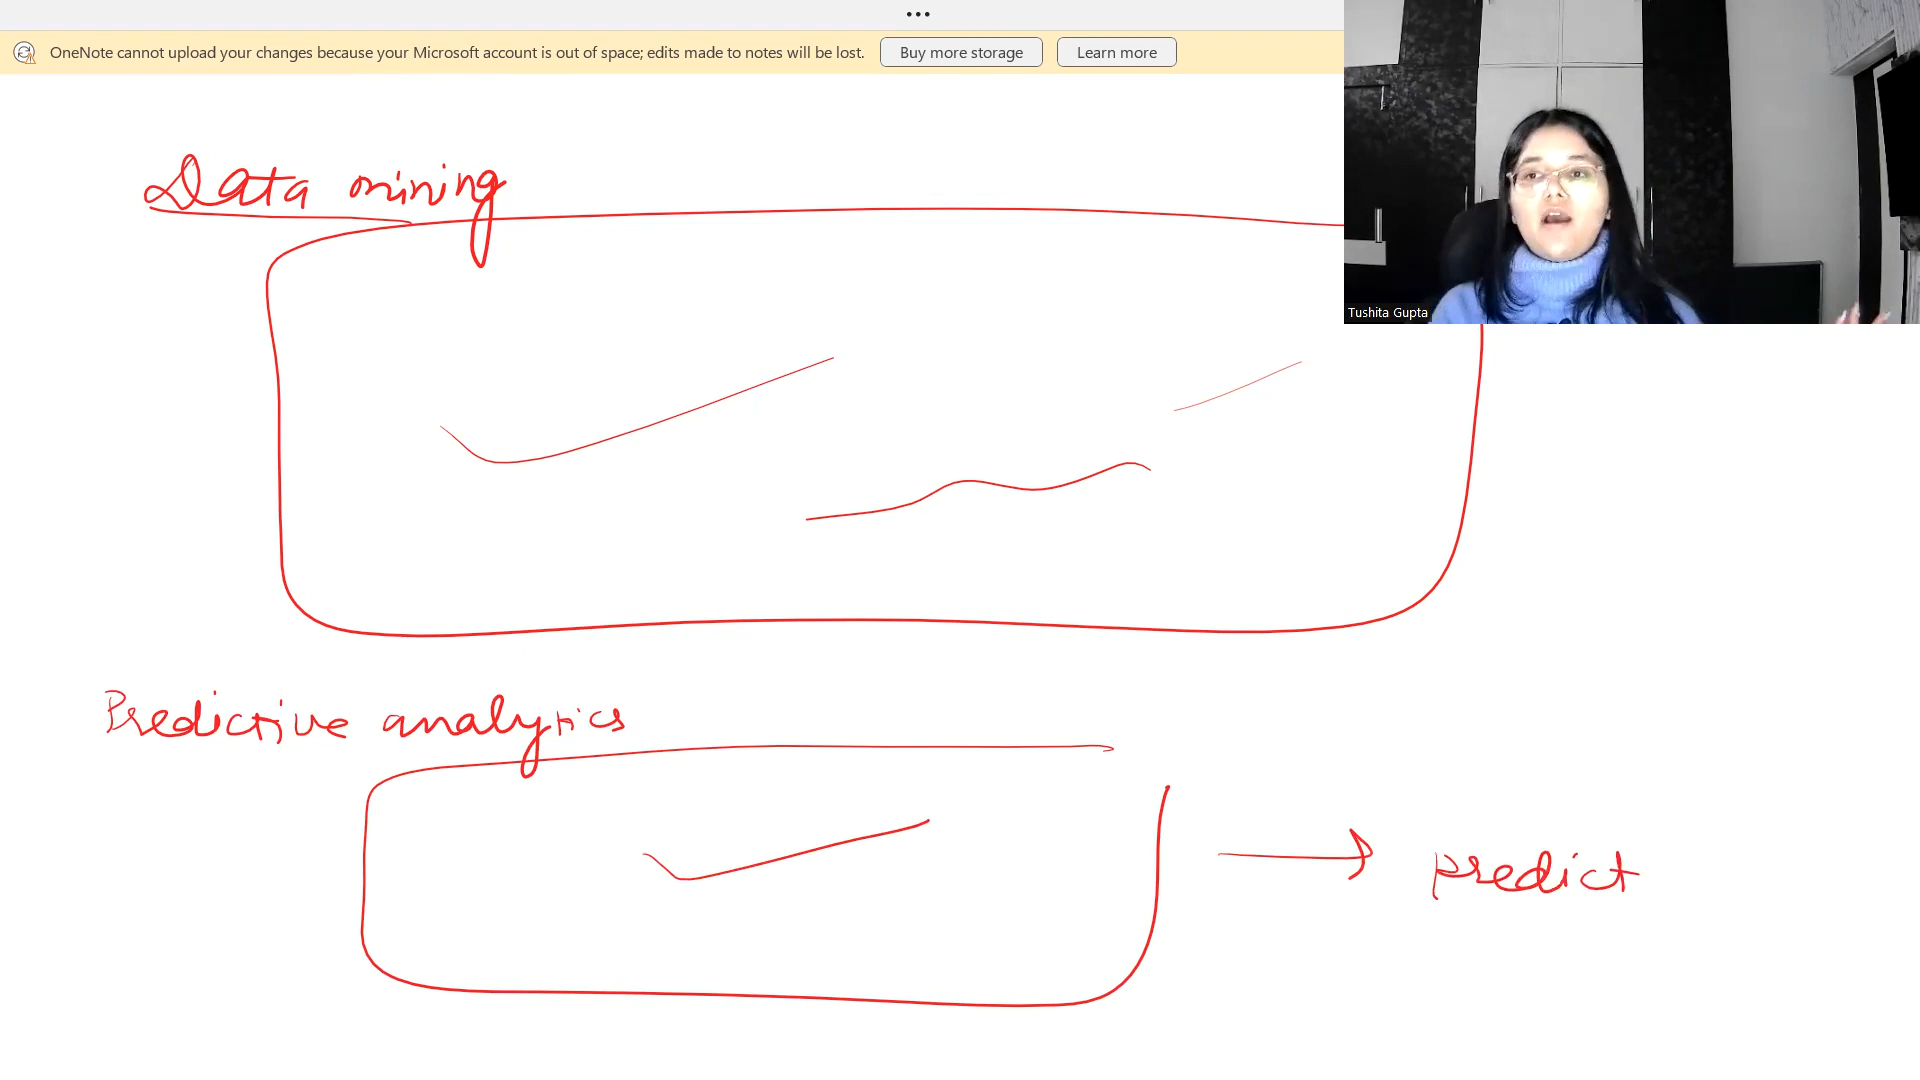 OneNote cannot upload your changes because your Microsoft account is out of space; edits made to notes will be lost. Buy more storage Learn more
Tushita Gupta
Data mining
Predictive analytics
predict